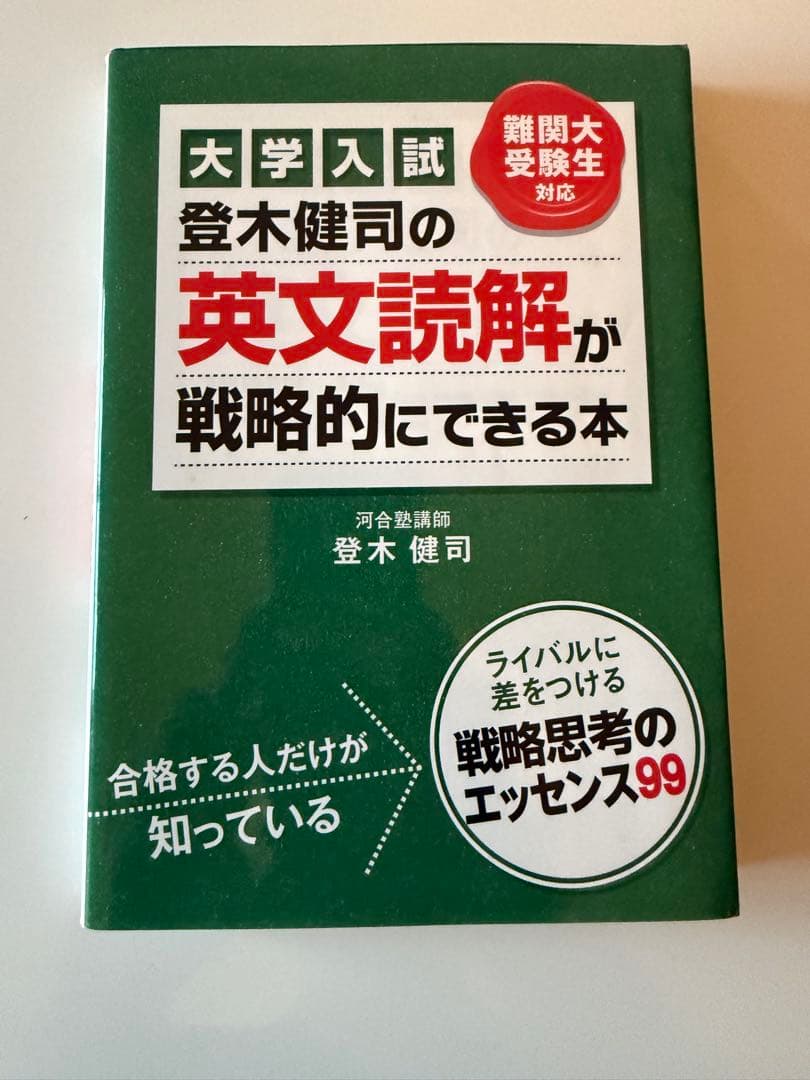 大学入試
難関大
受験生
対応
登木健司の
英文読解が
戦略的にできる本
河合塾講師
登木 健司
ライバルに
差をつける
戦略思考の
エッセンス99
合格する人だけが
知っている